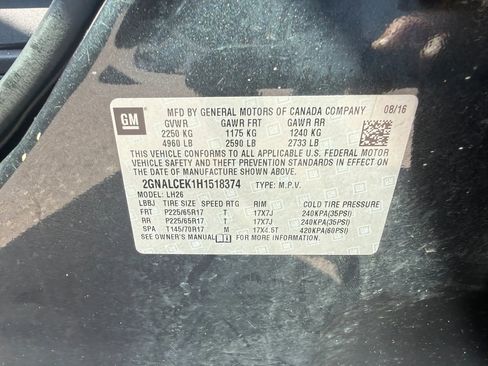 GM
MFD BY GENERAL MOTORS OF CANADA COMPANY 08/16
GVWR GAWR FRT GAWR RR
2250 KG 1175 KG 1240 KG
4960 LB 2590 LB 2733 LB
THIS VEHICLE CONFORMS TO ALL APPLICABLE U.S. FEDERAL MOTOR
VEHICLE SAFETY AND THEFT PREVENTION STANDARDS IN EFFECT ON
THE DATE OF MANUFACTURE SHOWN ABOVE.
2GNALCEK1H1518374 TYPE: M.P.V.
MODEL: LH26
LBBJ TIRE SIZE SPEED RTG RIM COLD TIRE PRESSURE
FRT P225/65R17 T 17X7J 240KPA(35PSI)
RR P225/65R17 T 17X7J 240KPA(35PSI)
SPA T145/70R17 M 17X4.5T 420KPA(60PSI)
SEE OWNER'S MANUAL FOR MORE INFORMATION.